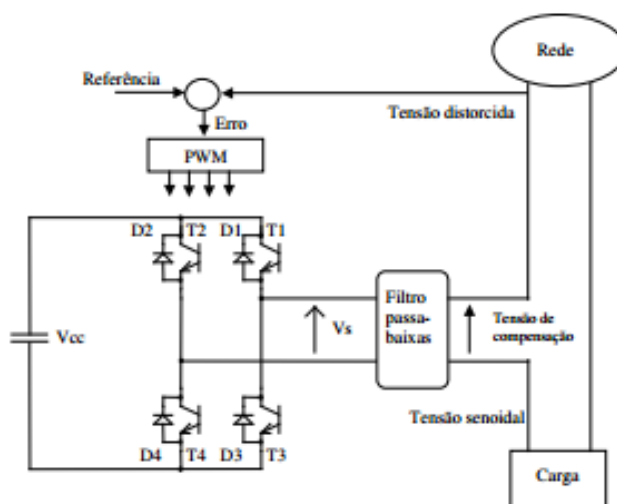 Rede
Referência
Tensão distorcida
Erro
PWM
D2 T2 D1 T1
Filtro
passa-
baixas
Vs
Tensão de
compensação
Vcc
Tensão senoidal
D4 T4 D3 T3
Carga